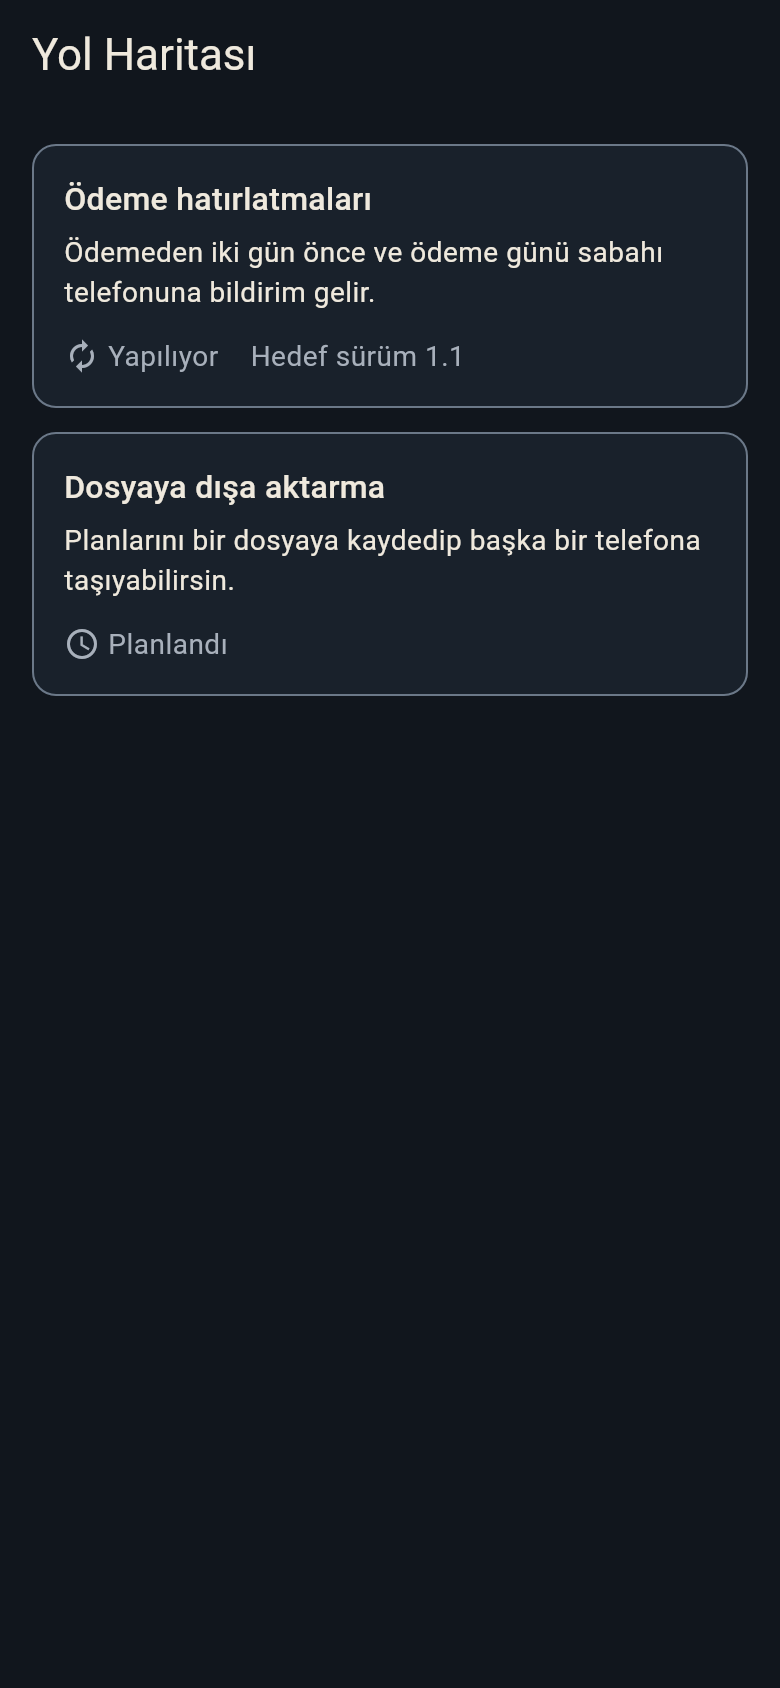 Yol Haritası
Ödeme hatırlatmaları
Ödemeden iki gün önce ve ödeme günü sabahı
telefonuna bildirim gelir.
Yapılıyor Hedef sürüm 1.1
Dosyaya dışa aktarma
Planlarını bir dosyaya kaydedip başka bir telefona
taşıyabilirsin.
Planlandı